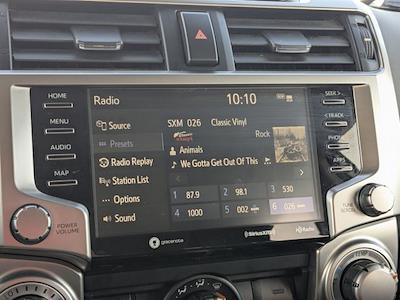 HOME
MENU
AUDIO
MAP
POWER
VOLUME
Radio
10:10
Source
Presets
Radio Replay
Station List
Options
Sound
SXM 026 Classic Vinyl
Rock
Animals
We Gotta Get Out Of This
1 87.9
2 98.1
3 530
4 1000
5 002
6 026
gracenote
SiriusXM
HD Radio
SEEK >
< TRACK
PHONE
APPS
TUNE
SCROLL